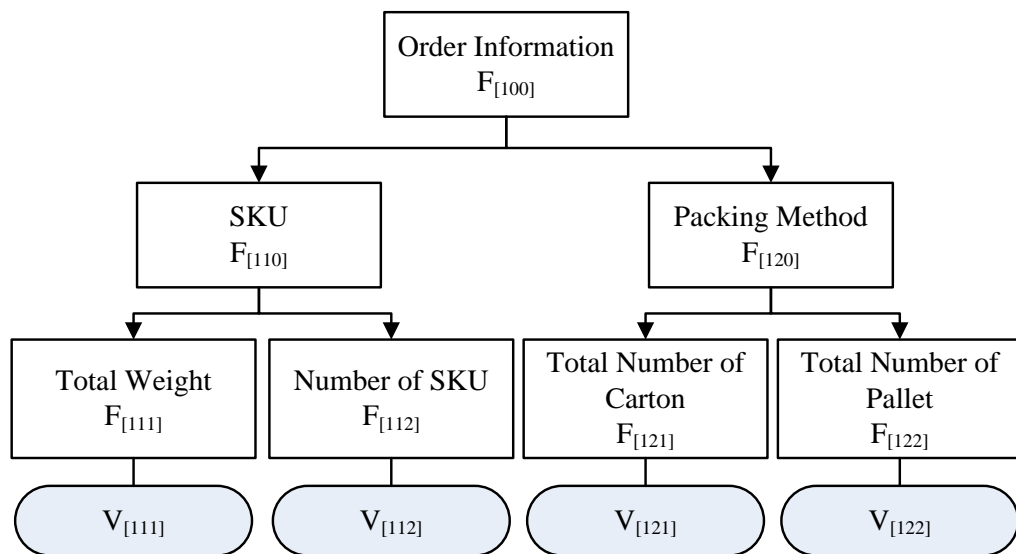 Order Information
F[100]
SKU
F[110]
Packing Method
F[120]
Total Weight
F[111]
Number of SKU
F[112]
Total Number of
Carton
F[121]
Total Number of
Pallet
F[122]
V[111]
V[112]
V[121]
V[122]